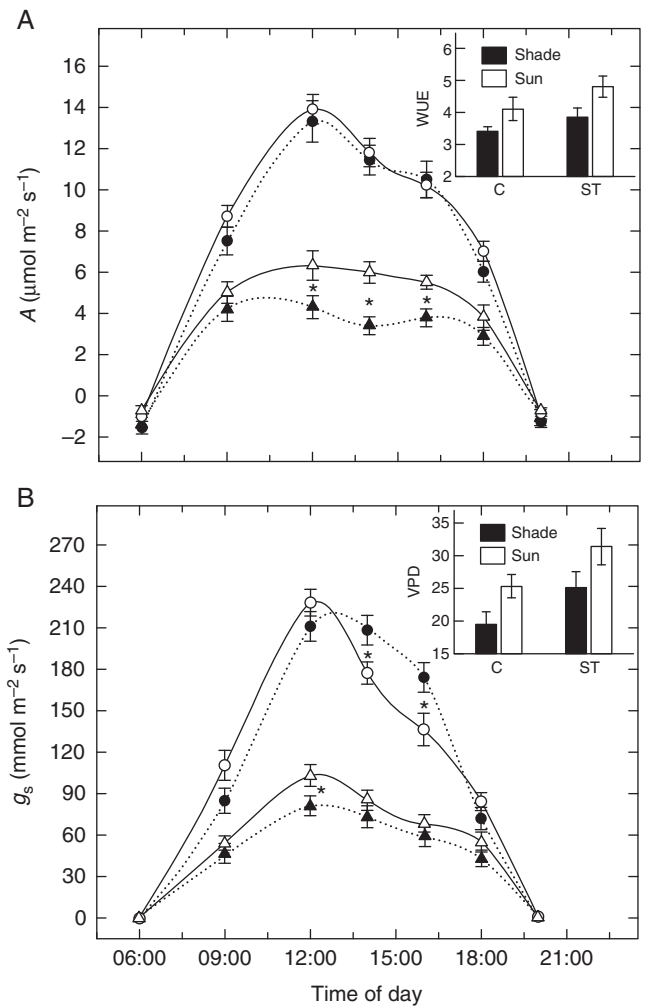 A
16
14
12
10
8
6
4
2
0
−2
A (µmol m−2 s−1)
6
5
4
3
2
WUE
Shade
Sun
C ST
*
*
*
B
270
240
210
180
150
120
90
60
30
0
gs (mmol m−2 s−1)
35
30
25
20
15
VPD
Shade
Sun
C ST
*
*
*
06:00 09:00 12:00 15:00 18:00 21:00
Time of day